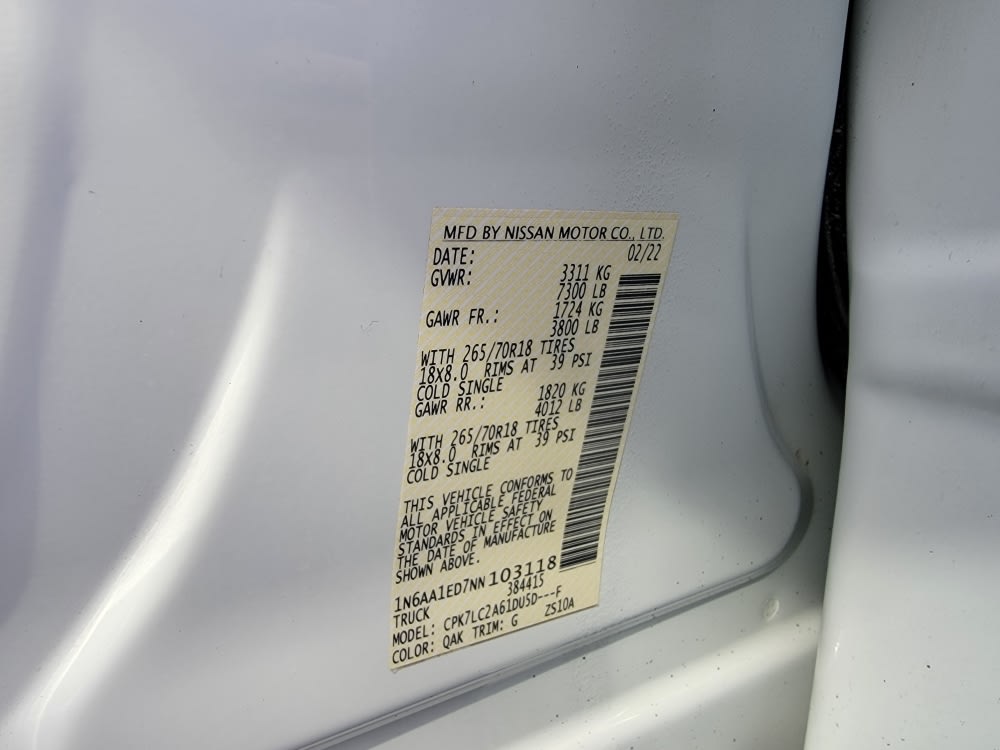 MFD BY NISSAN MOTOR CO., LTD.
DATE: 02/22
GVWR: 3311 KG
7300 LB
GAWR FR.: 1724 KG
3800 LB
WITH 265/70R18 TIRES
18X8.0 RIMS AT 39 PSI
COLD SINGLE
GAWR RR.: 1820 KG
4012 LB
WITH 265/70R18 TIRES
18X8.0 RIMS AT 39 PSI
COLD SINGLE
THIS VEHICLE CONFORMS TO
ALL APPLICABLE FEDERAL
MOTOR VEHICLE SAFETY
STANDARDS IN EFFECT ON
THE DATE OF MANUFACTURE
SHOWN ABOVE.
1N6AA1ED7NN103118
TRUCK 384415
MODEL: CPK7LC2A61DU5D---F
COLOR: QAK TRIM: G ZS10A